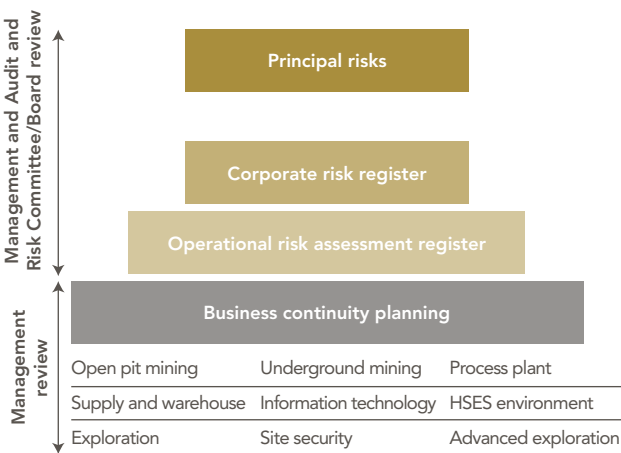 Management and Audit and
Risk Committee/Board review
Principal risks
Corporate risk register
Operational risk assessment register
Management
review
Business continuity planning
Open pit mining Underground mining Process plant
Supply and warehouse Information technology HSES environment
Exploration Site security Advanced exploration